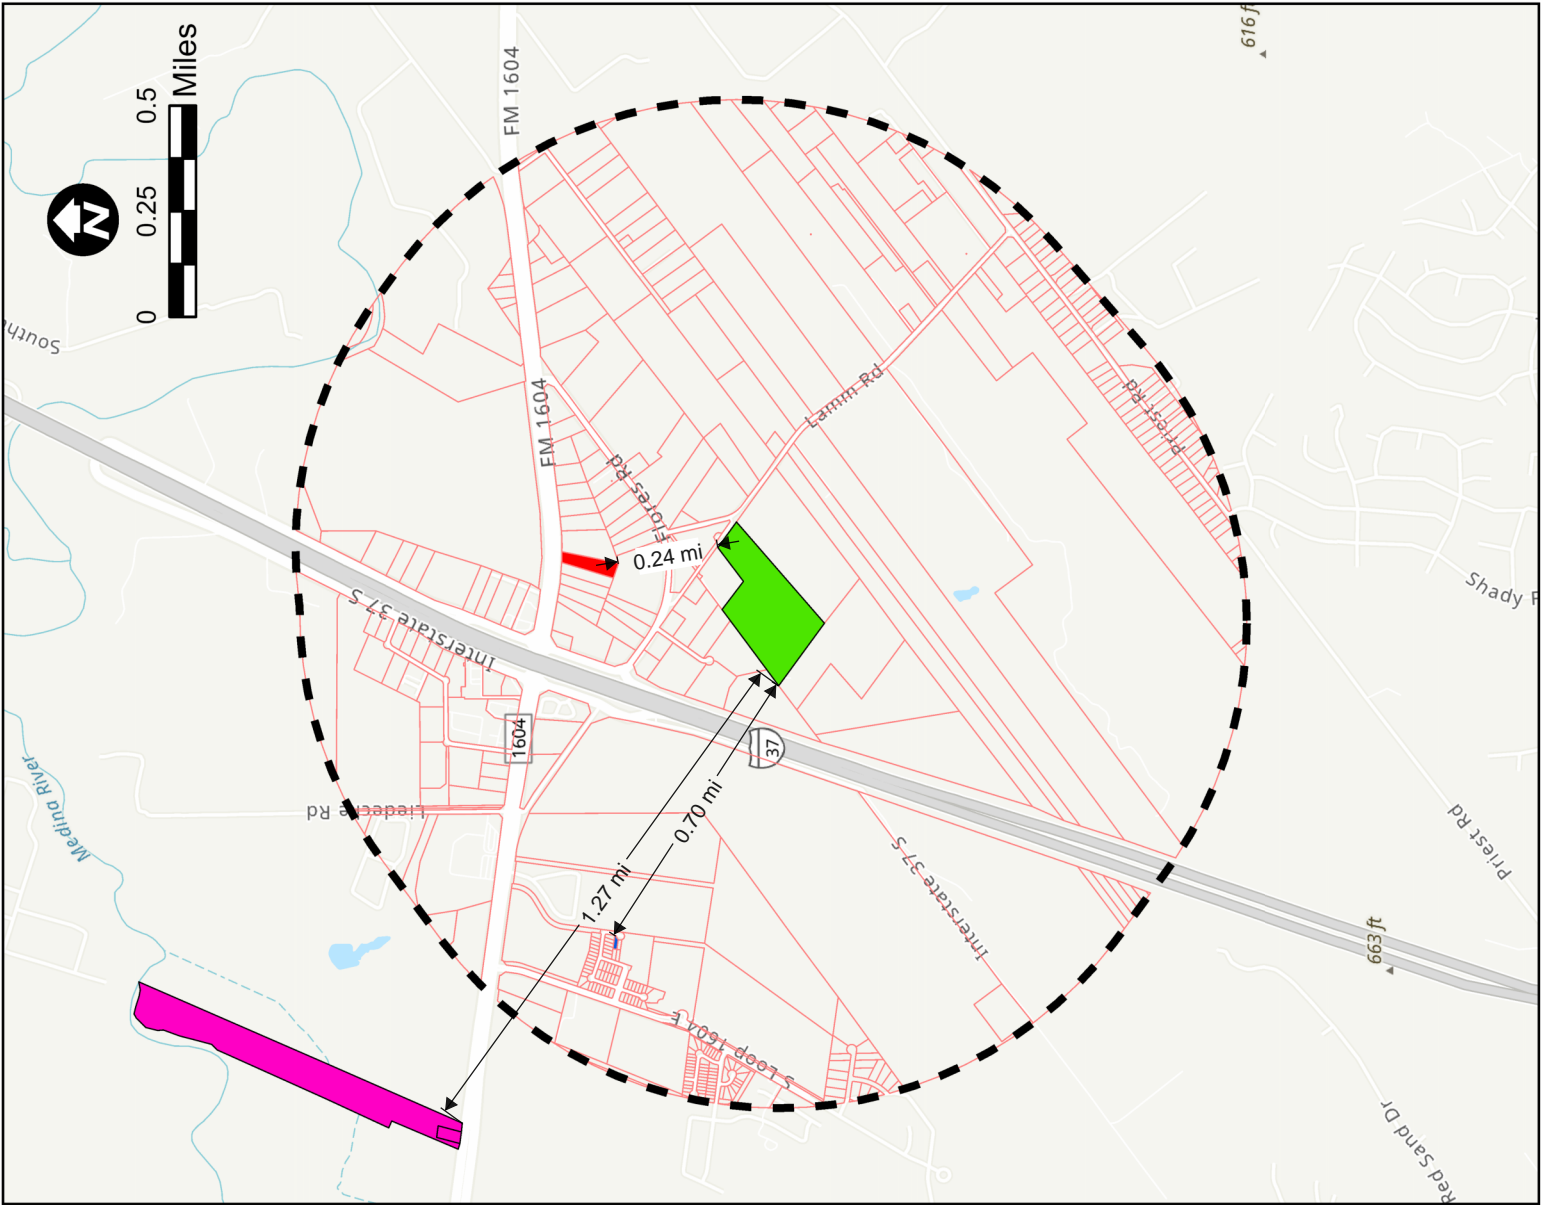 616 ft
Miles
0
0.25
0.5
N
FM 1604
FM 1604
Lamm Rd
Priest Rd
Flores Rd
0.24 mi
Interstate 37 S
1604
37
Liedecke Rd
Medina River
0.70 mi
1.27 mi
Interstate 37 S
S Loop 1604 E
Priest Rd
663 ft
Red Sand Dr
Shady